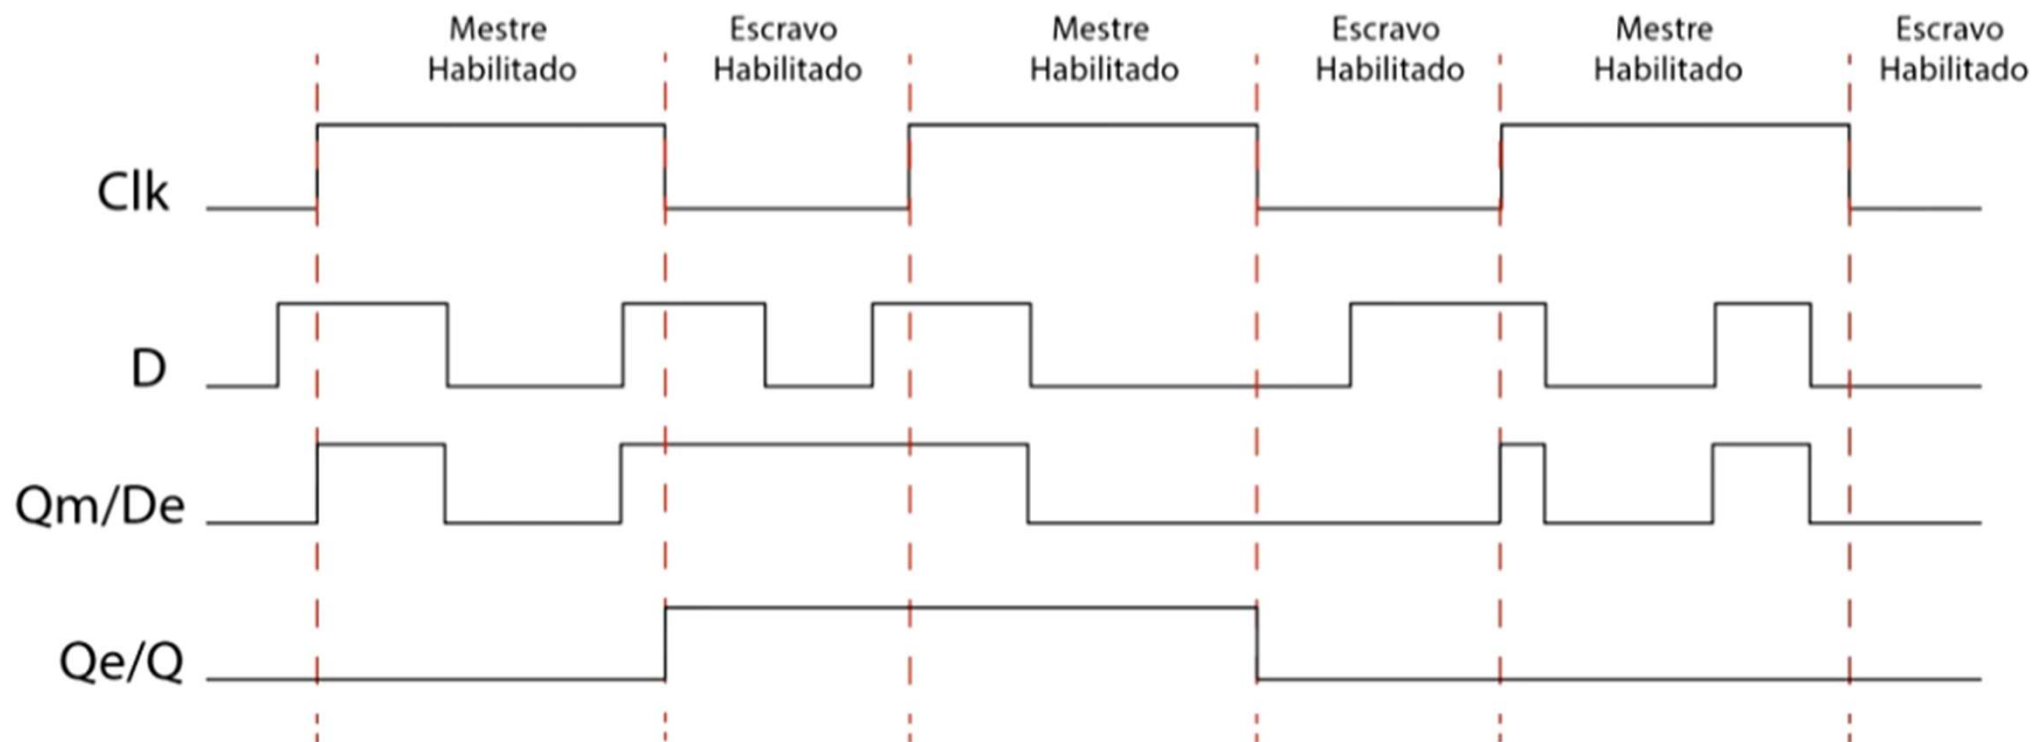 Mestre
Habilitado
Escravo
Habilitado
Mestre
Habilitado
Escravo
Habilitado
Mestre
Habilitado
Escravo
Habilitado
Clk
D
Qm/De
Qe/Q